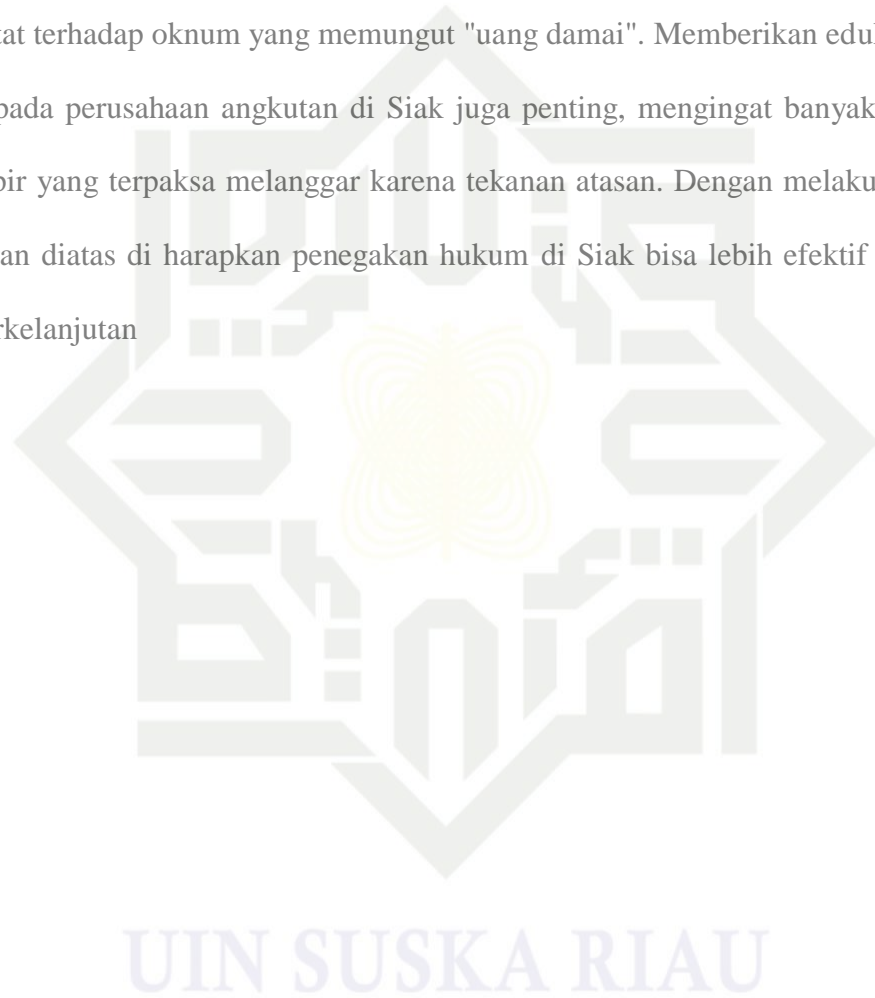 tat terhadap oknum yang memungut "uang damai". Memberikan edu
pada perusahaan angkutan di Siak juga penting, mengingat banyak
pir yang terpaksa melanggar karena tekanan atasan. Dengan melaku
an diatas di harapkan penegakan hukum di Siak bisa lebih efektif
rkelanjutan
UIN SUSKA RIAU